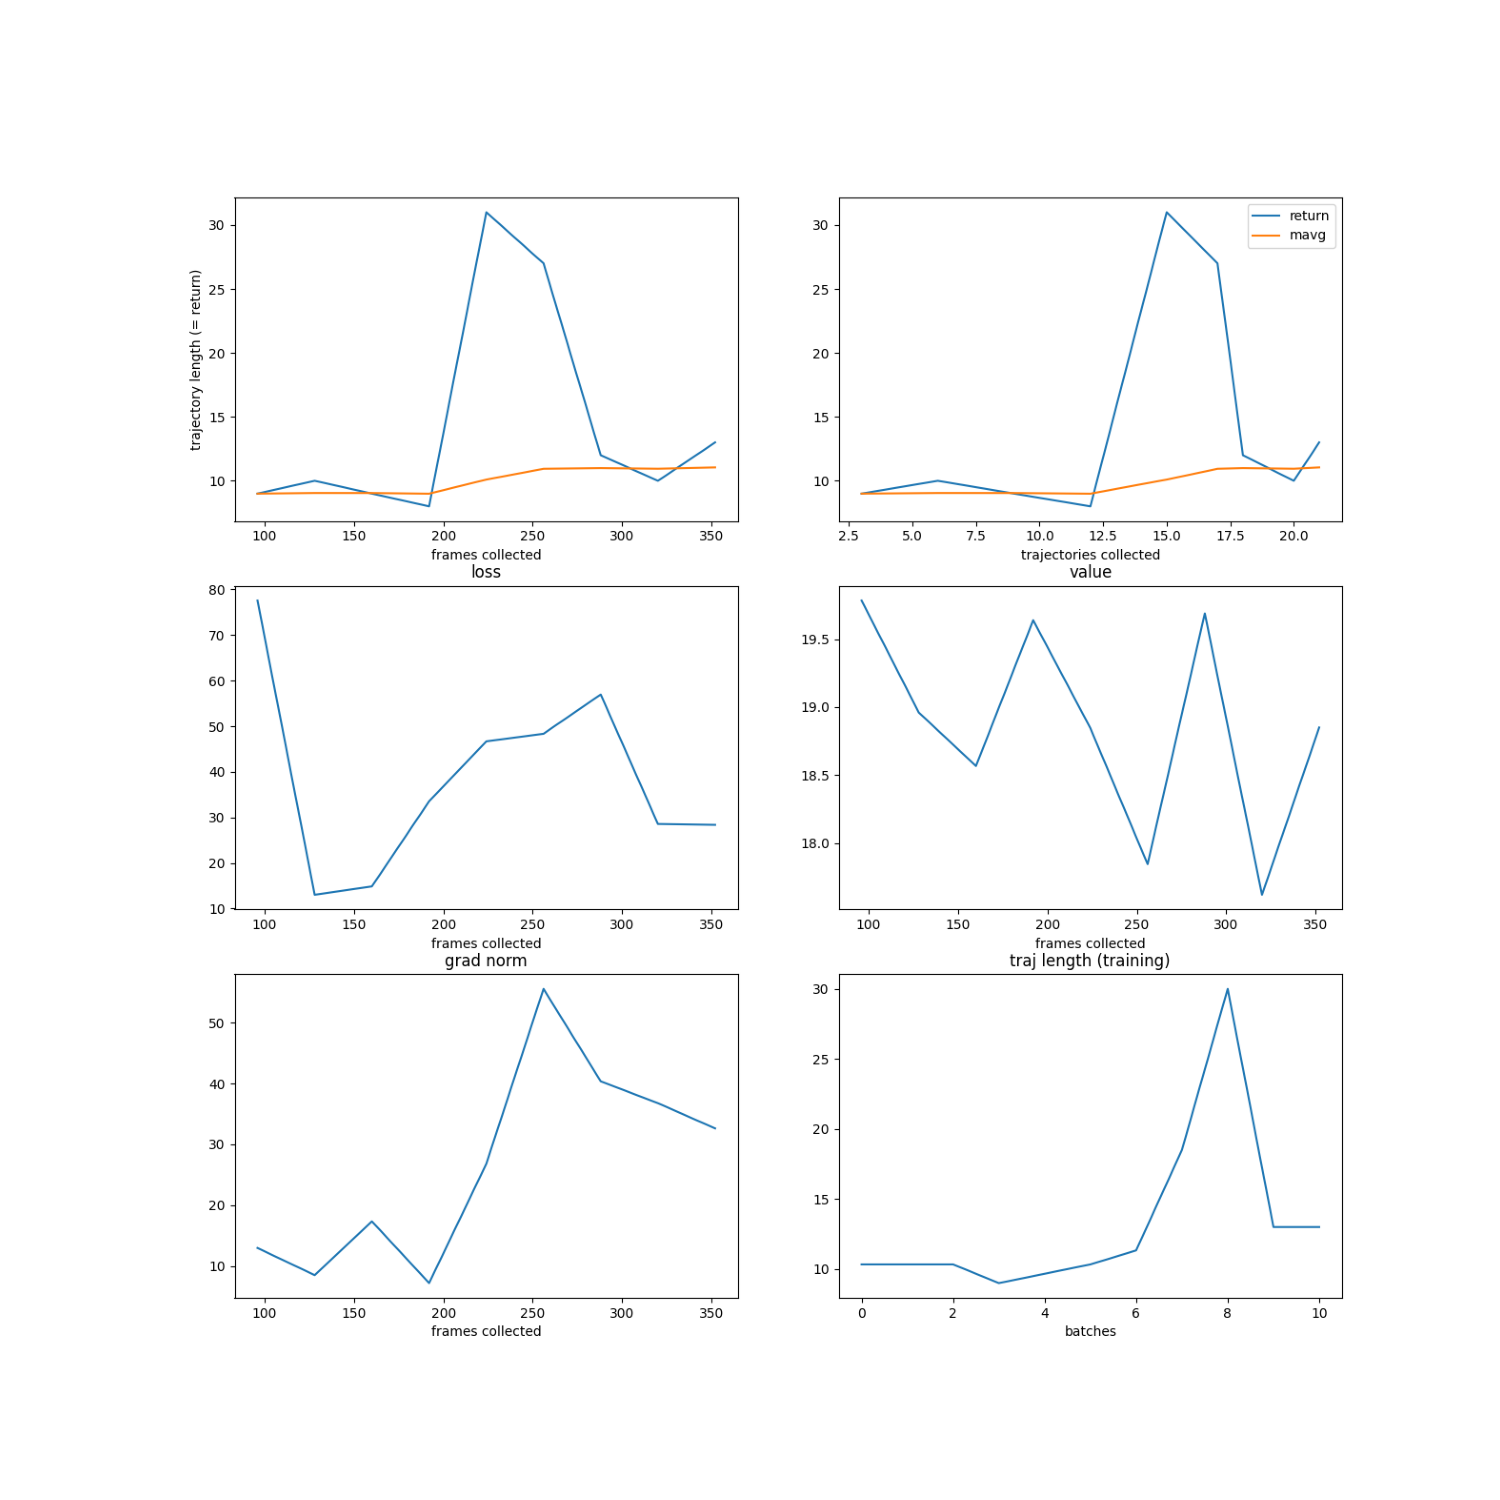 30
25
20
15
10
trajectory length (= return)
100 150 200 250 300 350
frames collected
return
mavg
30
25
20
15
10
2.5 5.0 7.5 10.0 12.5 15.0 17.5 20.0
trajectories collected
loss
80
70
60
50
40
30
20
10
100 150 200 250 300 350
frames collected
value
19.5
19.0
18.5
18.0
100 150 200 250 300 350
frames collected
grad norm
50
40
30
20
10
100 150 200 250 300 350
frames collected
traj length (training)
30
25
20
15
10
0 2 4 6 8 10
batches